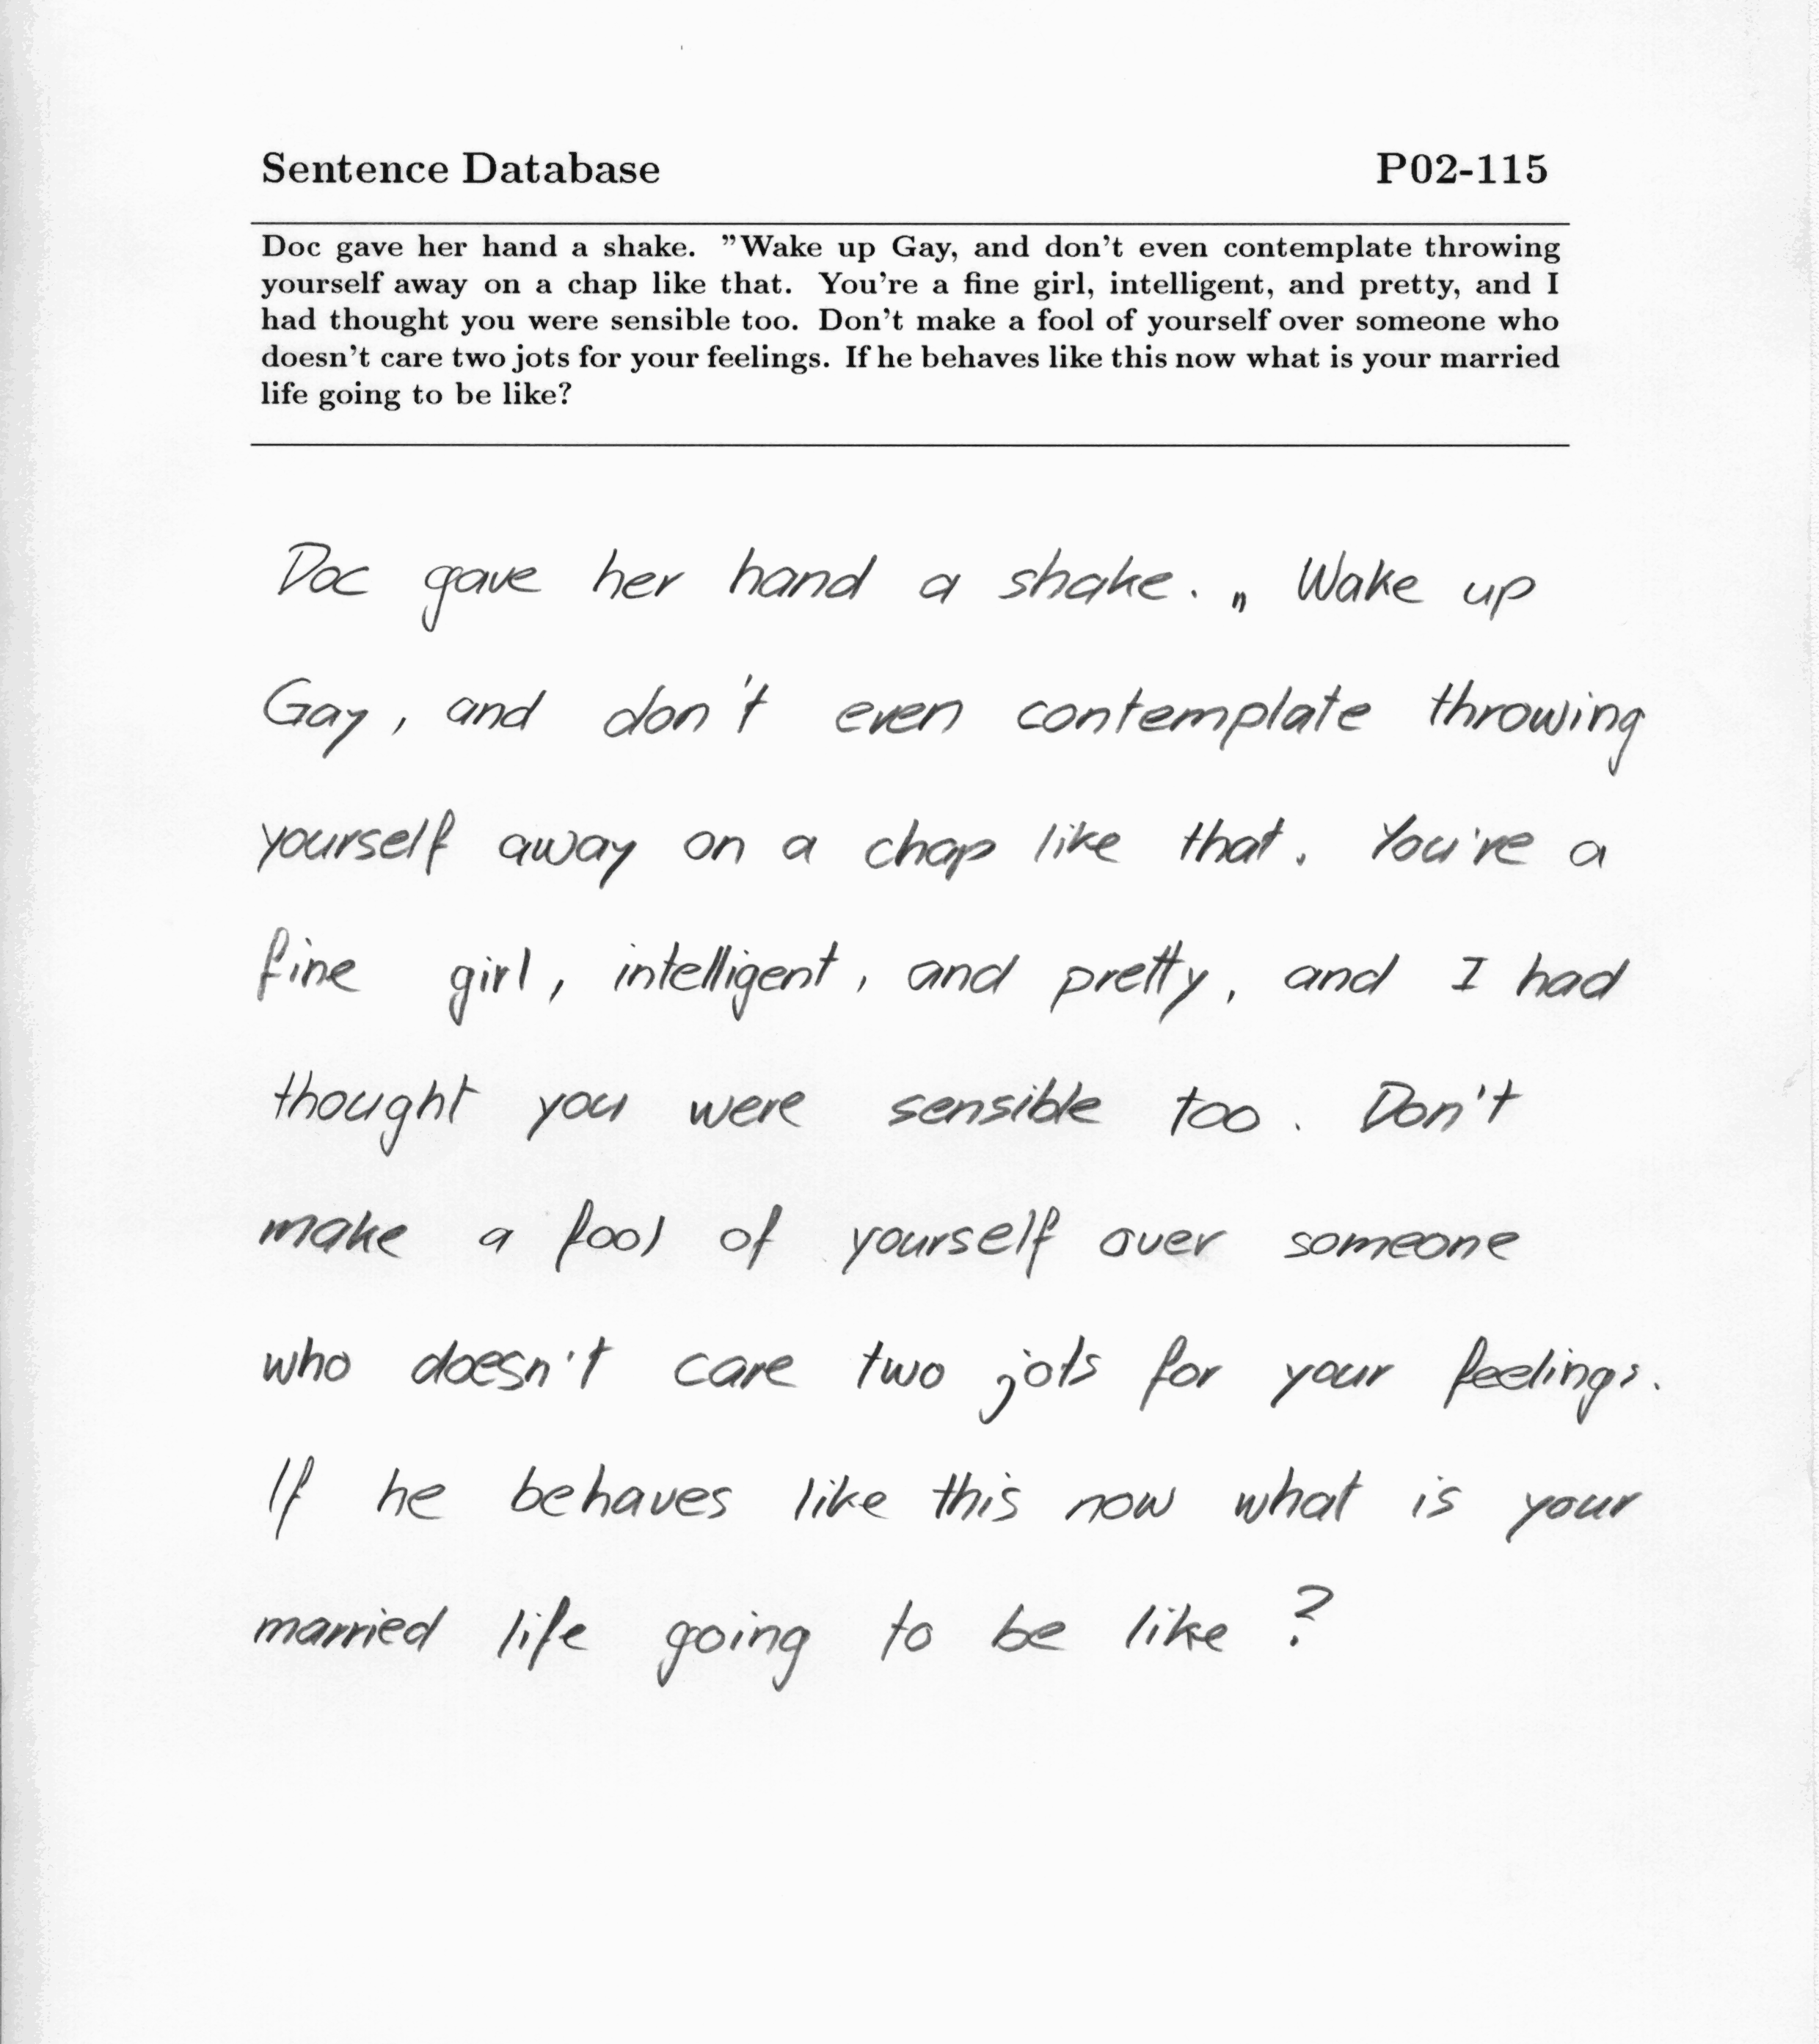 Sentence Database P02-115
Doc gave her hand a shake. ”Wake up Gay, and don't even contemplate throwing
yourself away on a chap like that. You're a fine girl, intelligent, and pretty, and I
had thought you were sensible too. Don't make a fool of yourself over someone who
doesn't care two jots for your feelings. If he behaves like this now what is your married
life going to be like?
Doc gave her hand a shake. „ Wake up
Gay, and don't even contemplate throwing
yourself away on a chap like that. You're a
fine girl, intelligent, and pretty, and I had
thought you were sensible too. Don't
make a fool of yourself over someone
who doesn't care two jots for your feelings.
If he behaves like this now what is your
married life going to be like ?